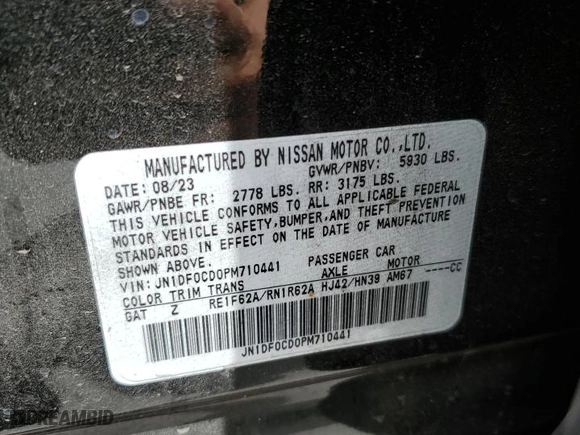 MANUFACTURED BY NISSAN MOTOR CO.,LTD.
DATE: 08/23 GVWR/PNBV: 5930 LBS.
GAWR/PNBE FR: 2778 LBS. RR: 3175 LBS.
THIS VEHICLE CONFORMS TO ALL APPLICABLE FEDERAL
MOTOR VEHICLE SAFETY,BUMPER,AND THEFT PREVENTION
STANDARDS IN EFFECT ON THE DATE OF MANUFACTURE
SHOWN ABOVE.
VIN: JN1DF0CD0PM710441 PASSENGER CAR
COLOR TRIM TRANS AXLE MOTOR
GAT Z RE1F62A/RN1R62A HJ42/HN39 AM67 ----CC
JN1DF0CD0PM710441
DREAMBID